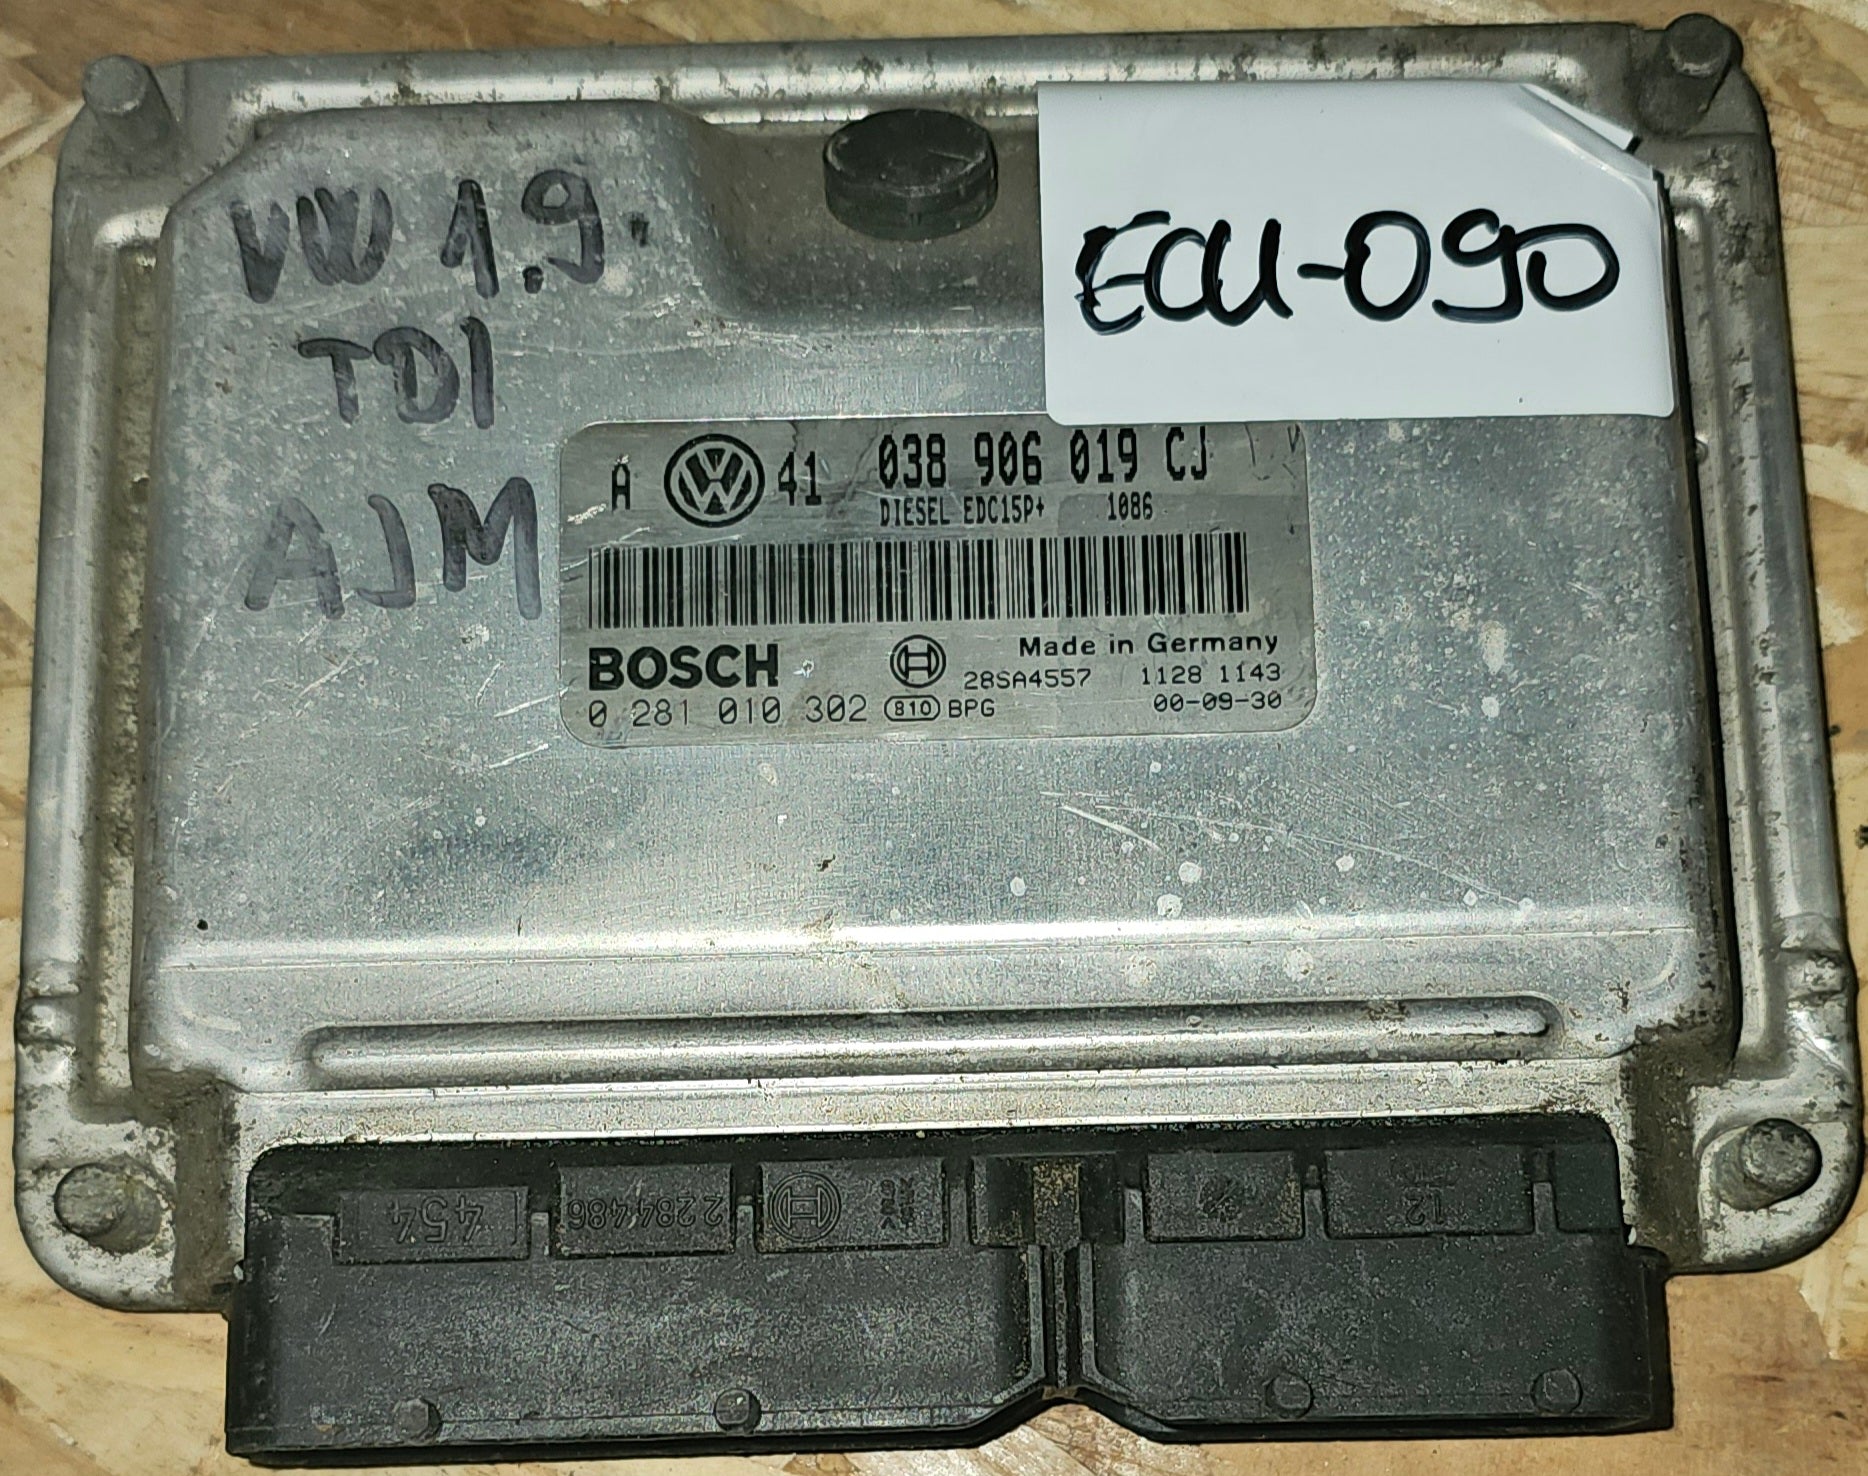 VW 1.9
TDI
AJM
ECU-090
A 41 038 906 019 CJ
DIESEL EDC15P+ 1086
BOSCH
Made in Germany
28SA4557 1128 1143
0 281 010 302 810 BPG 00-09-30
454
2284486
12